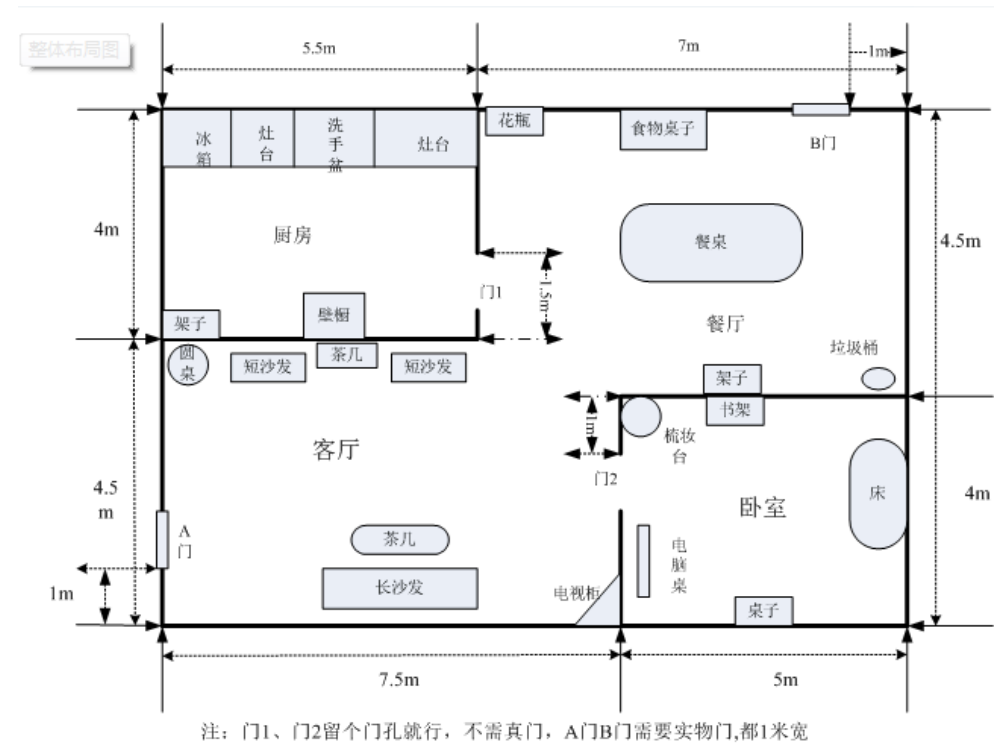 整体布局图
5.5m
7m
1m
花瓶
食物桌子
B门
冰箱
灶台
洗手盆
灶台
4m
厨房
餐桌
4.5m
门1
1.5m
架子
壁橱
餐厅
圆桌
短沙发
茶几
短沙发
垃圾桶
架子
书架
1m
梳妆台
客厅
门2
床
4.5m
卧室
4m
A门
茶几
电脑桌
1m
长沙发
电视柜
桌子
7.5m
5m
注：门1、门2留个门孔就行，不需真门，A门B门需要实物门,都1米宽